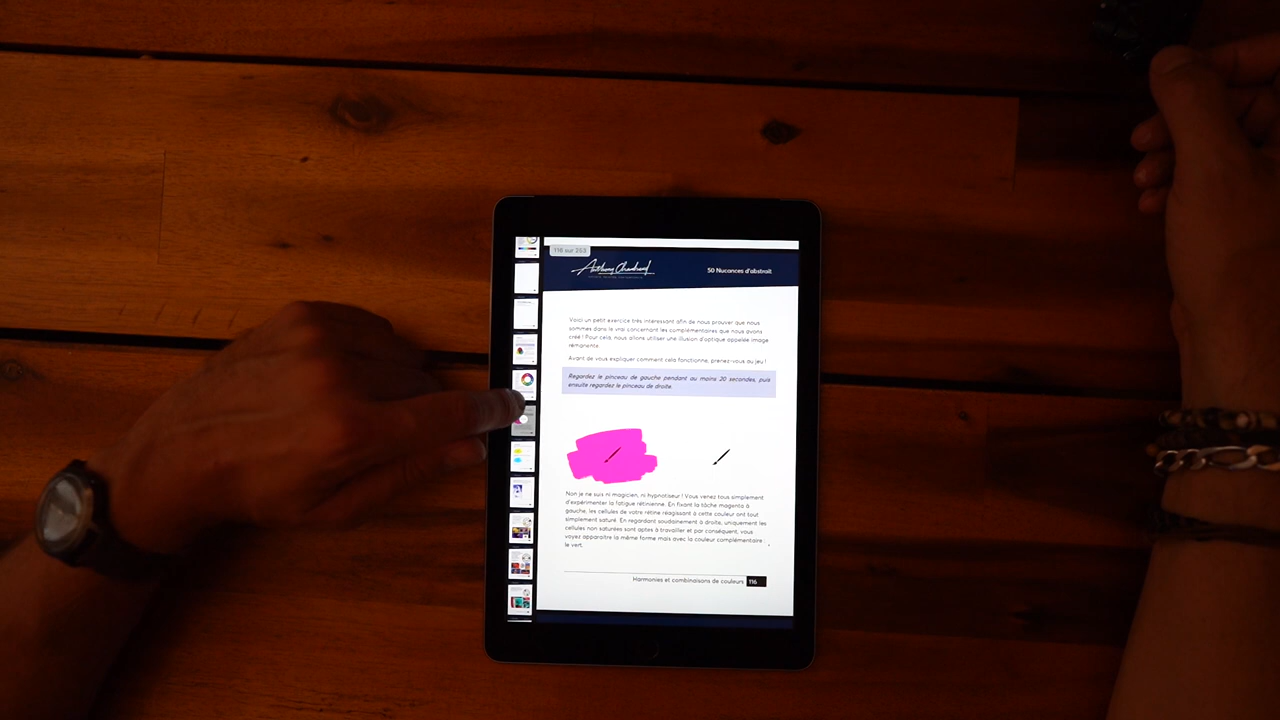 116 sur 253
50 Nuances d'abstrait
Voici un petit exercice très intéressant afin de nous prouver que nous
sommes dans le vrai concernant les complémentaires que nous avons
créé ! Pour cela, nous allons utiliser une illusion d'optique appelée image
rémanente.
Avant de vous expliquer comment cela fonctionne, prenez-vous au jeu !
Regardez le pinceau de gauche pendant au moins 20 secondes, puis
ensuite regardez le pinceau de droite.
Non je ne suis ni magicien, ni hypnotiseur ! Vous venez tous simplement
d'expérimenter la fatigue rétinienne. En fixant la tâche magenta à
gauche, les cellules de votre rétine réagissant à cette couleur ont tout
simplement saturé. En regardant soudainement à droite, uniquement les
cellules non saturées sont aptes à travailler et par conséquent, vous
voyez apparaître la même forme mais avec la couleur complémentaire :
le vert.
Harmonies et combinaisons de couleurs 116